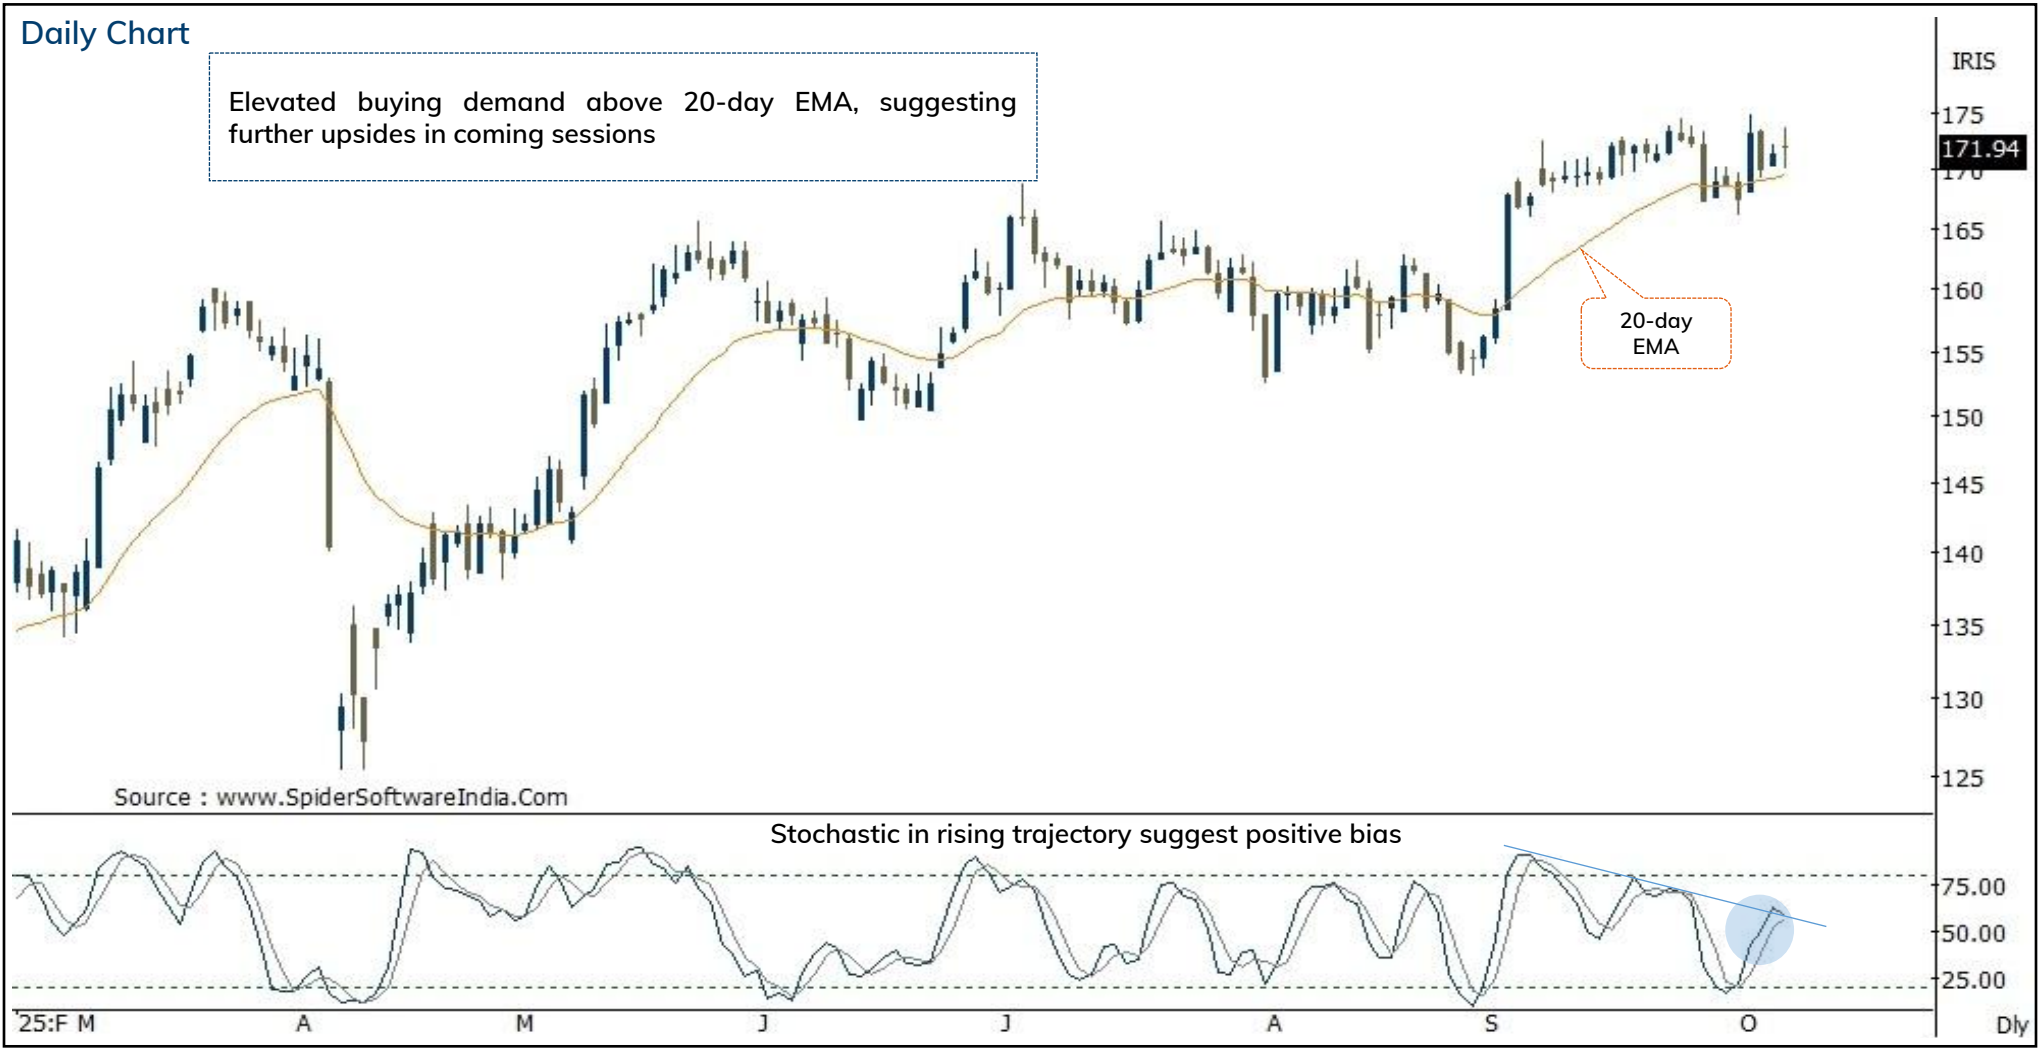 Daily Chart
IRIS
Elevated buying demand above 20-day EMA, suggesting
further upsides in coming sessions
175
171.94
170
165
160
20-day
EMA
155
150
145
140
135
130
125
Source : www.SpiderSoftwareIndia.Com
Stochastic in rising trajectory suggest positive bias
75.00
50.00
25.00
'25:F M A M J J A S O Dly